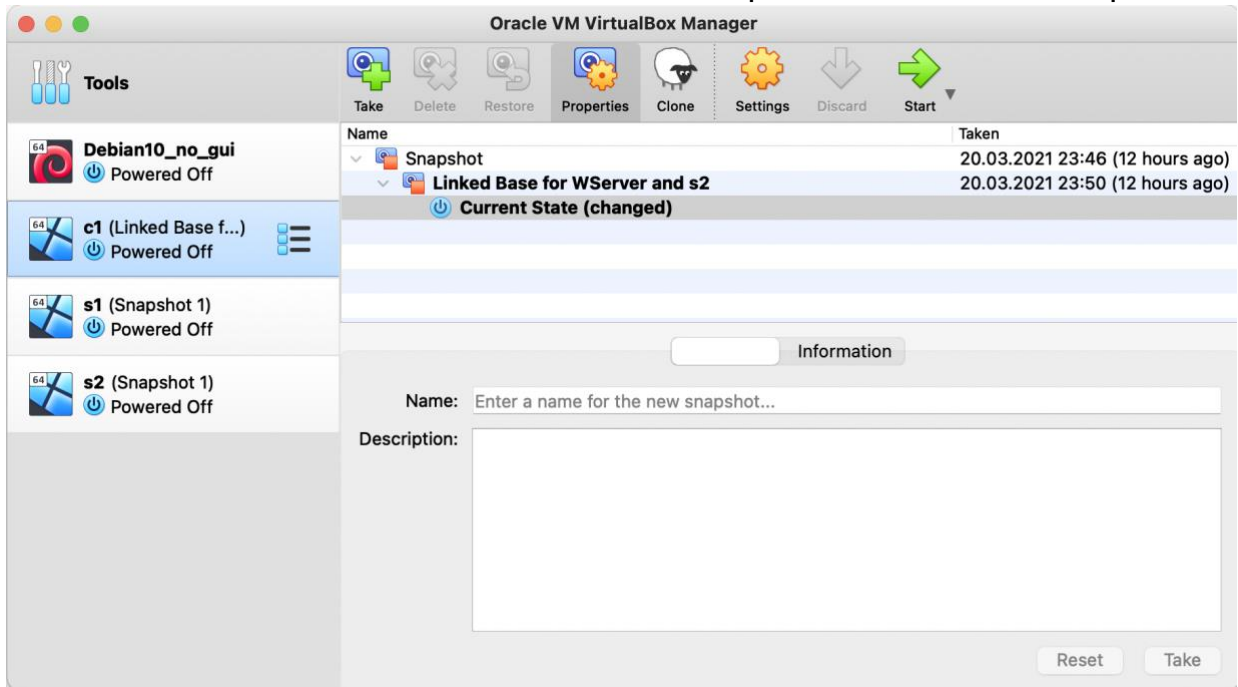 Oracle VM VirtualBox Manager
Tools
Take Delete Restore Properties Clone Settings Discard Start
64 Debian10_no_gui
Powered Off
64 c1 (Linked Base f...)
Powered Off
64 s1 (Snapshot 1)
Powered Off
64 s2 (Snapshot 1)
Powered Off
Name Taken
Snapshot 20.03.2021 23:46 (12 hours ago)
Linked Base for WServer and s2 20.03.2021 23:50 (12 hours ago)
Current State (changed)
Information
Name: Enter a name for the new snapshot...
Description:
Reset Take